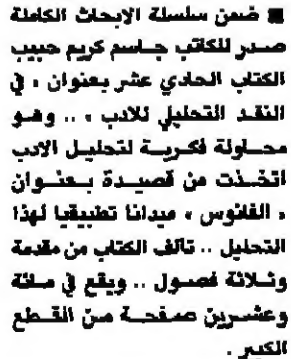 ■ ضمن سلسلة الابحاث الكاملة
صدر للكاتب جاسم كريم حبيب
الكتاب الحادي عشر بعنوان « في
النقد التحليلي للادب » .. وهو
محاولة فكرية لتحليل الادب
اتخذت من قصيدة بعنوان
« الفانوس » ميدانا تطبيقيا لهذا
التحليل .. تالف الكتاب من مقدمة
وثلاثة فصول .. ويقع في مائة
وعشرين صفحة من القطع
الكبير .